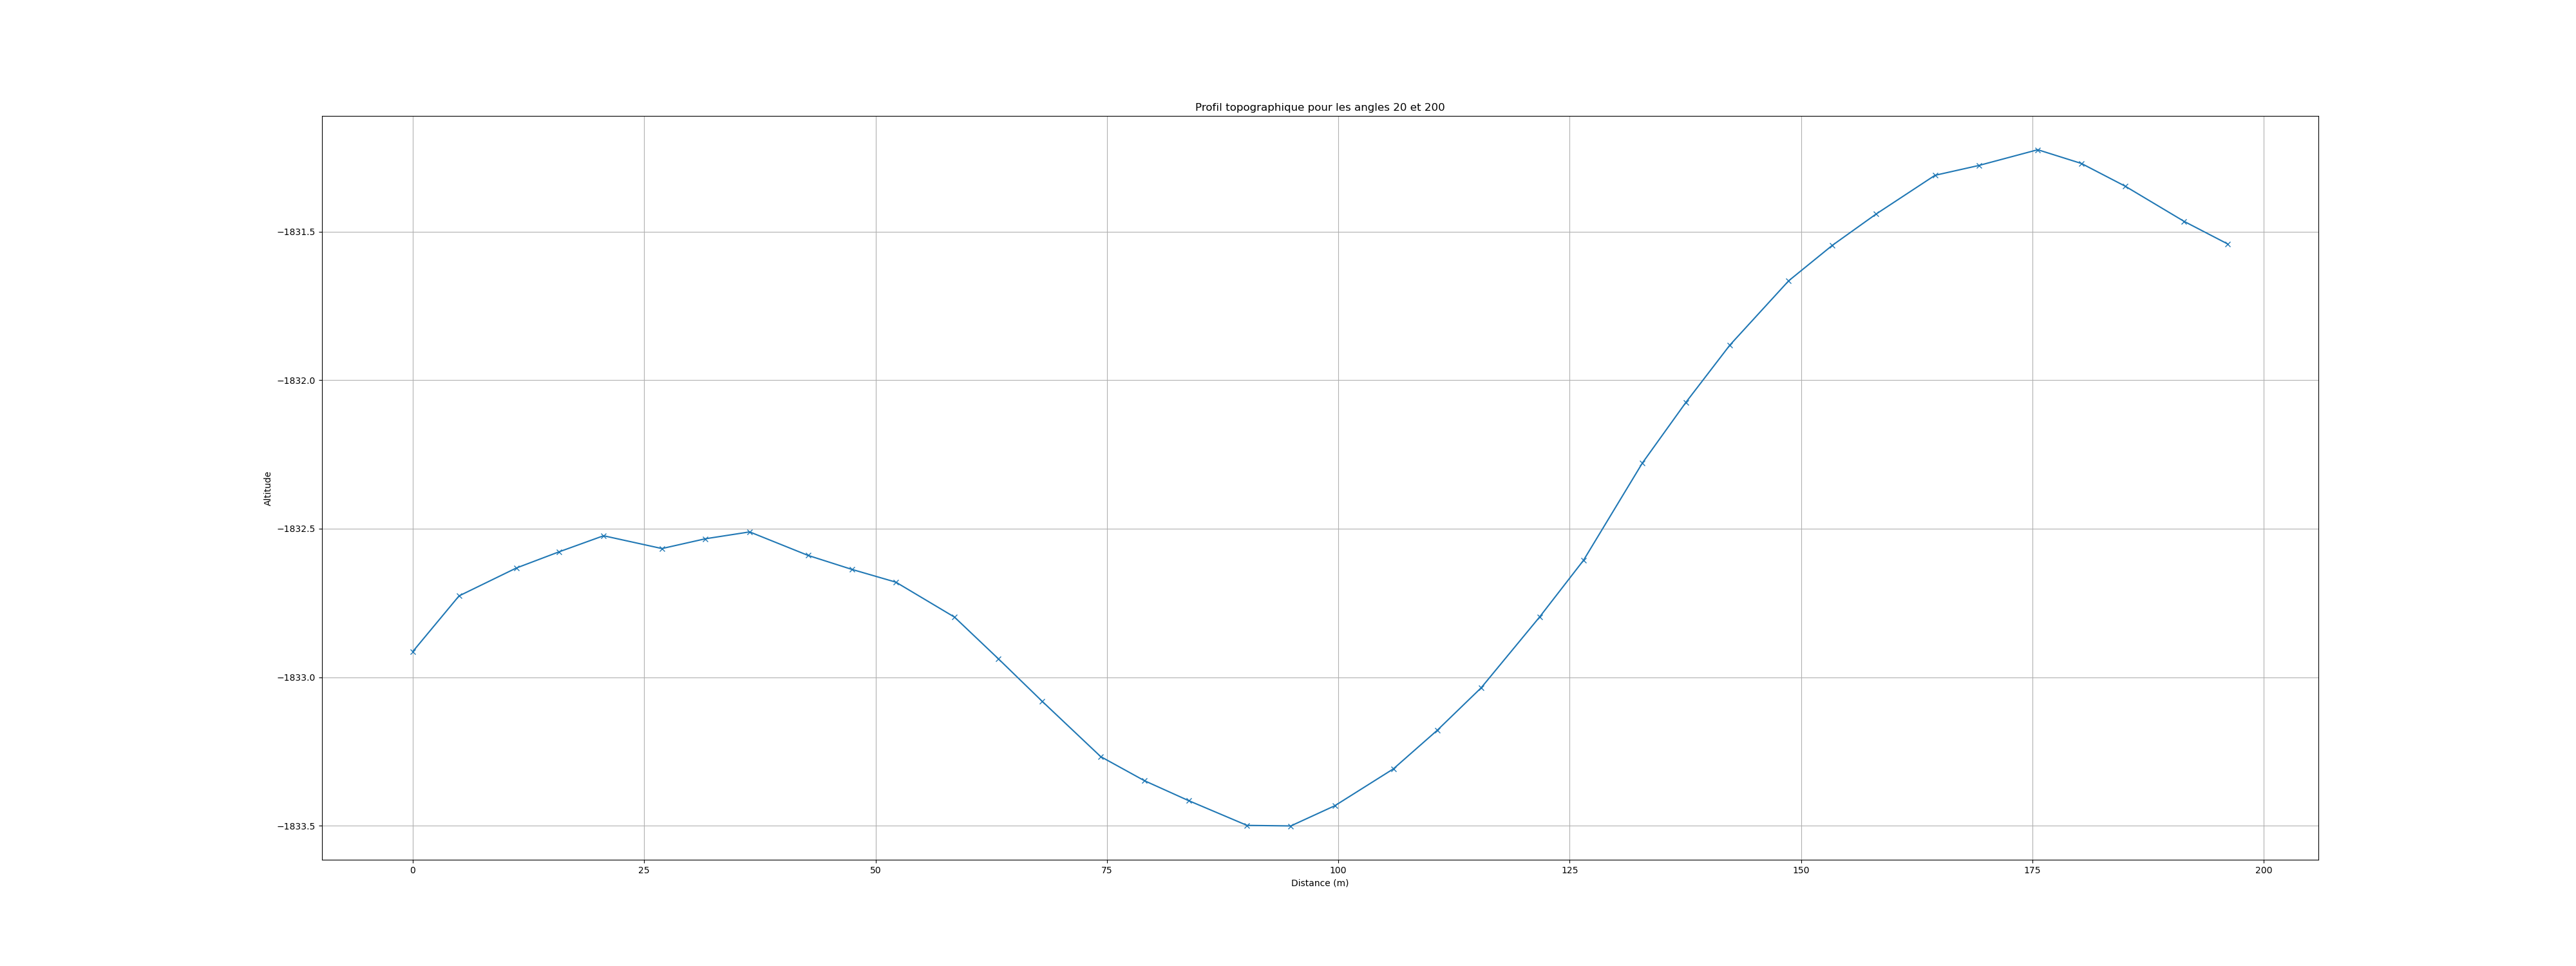 Profil topographique pour les angles 20 et 200
−1831.5
−1832.0
Altitude
−1832.5
−1833.0
−1833.5
0 25 50 75 100 125 150 175 200
Distance (m)